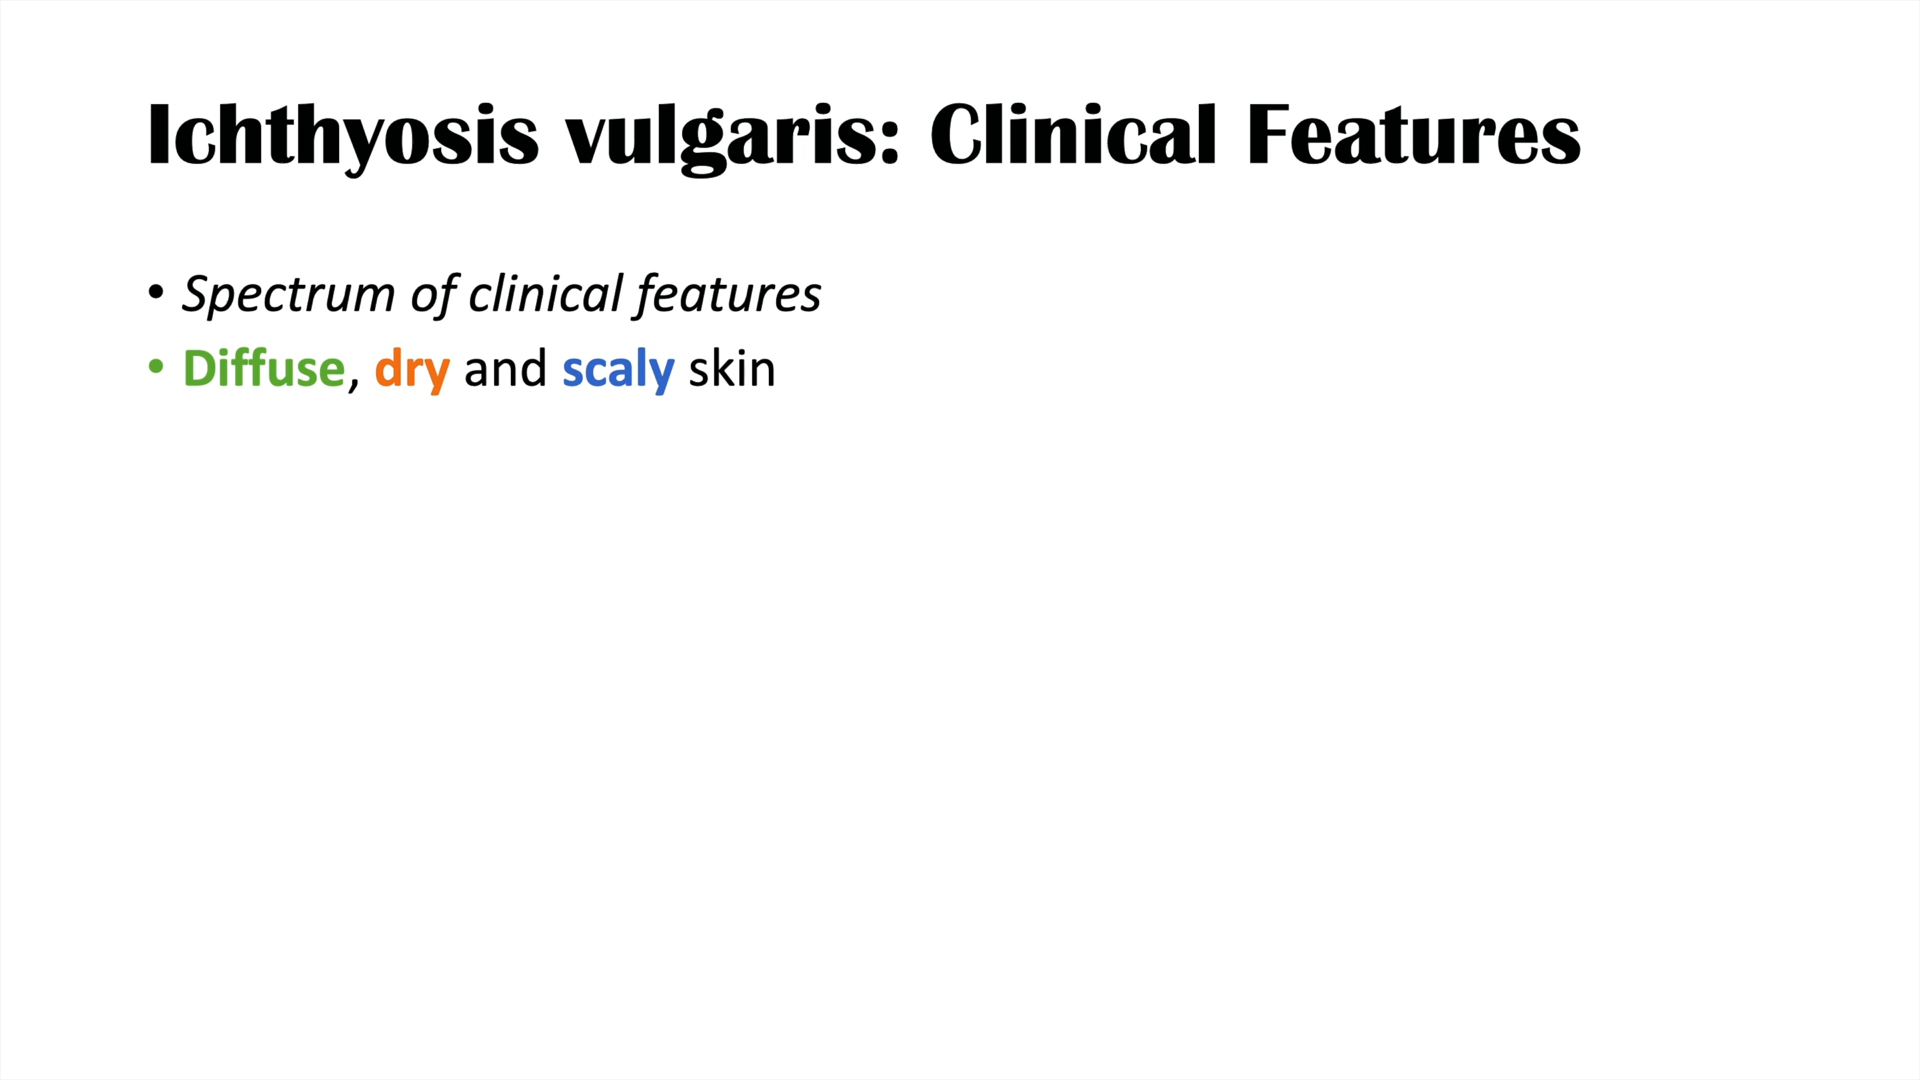 Ichthyosis vulgaris: Clinical Features
• Spectrum of clinical features
• Diffuse, dry and scaly skin